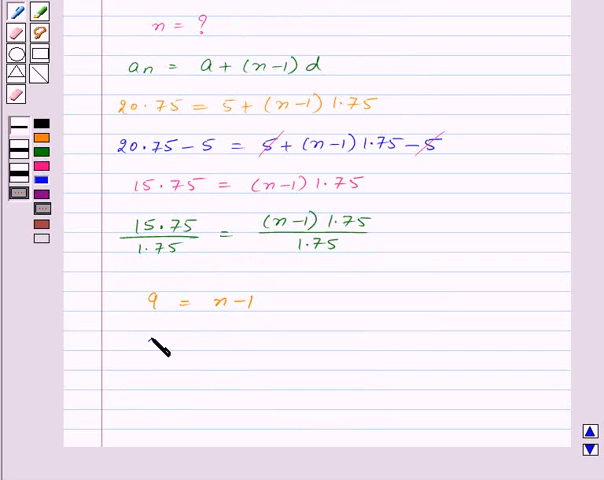 n = ?
an = a + (n-1) d
20.75 = 5 + (n-1) 1.75
20.75 - 5 = 5 + (n-1) 1.75 - 5
15.75 = (n-1) 1.75
15.75/1.75 = (n-1) 1.75/1.75
9 = n-1